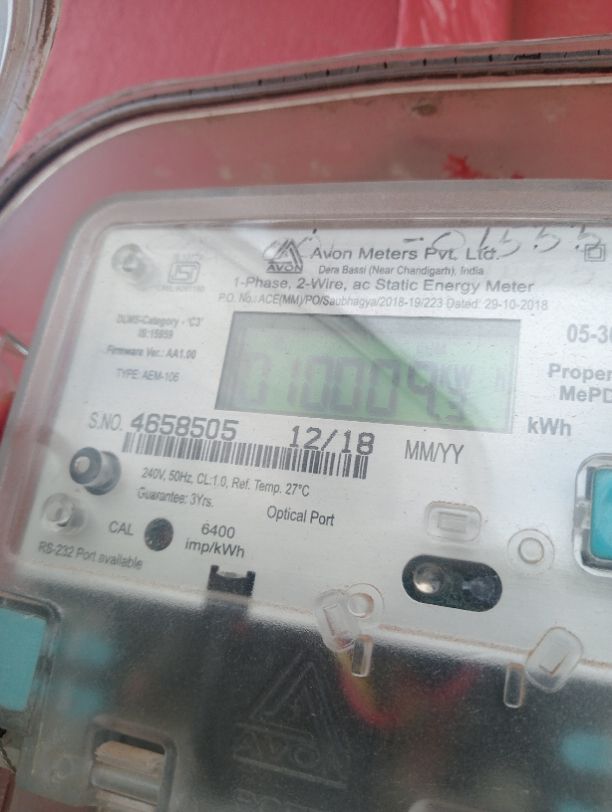 AVON
Avon Meters Pvt. Ltd.
Dera Bassi (Near Chandigarh), India
1-Phase, 2-Wire, ac Static Energy Meter
P.O. No.: ACE(MM)/PO/Saubhagya/2018-19/223 Dated: 29-10-2018
DLMS-Category - 'C3'
IS:15959
Firmware Ver.: AA1.00
TYPE: AEM-106
KW
kWh
05-30
Proper
MePD
S.NO. 4658505
12/18 MM/YY
240V, 50Hz, CL:1.0, Ref. Temp. 27°C
Guarantee: 3Yrs.
Optical Port
CAL
6400
imp/kWh
RS-232 Port available
AVON